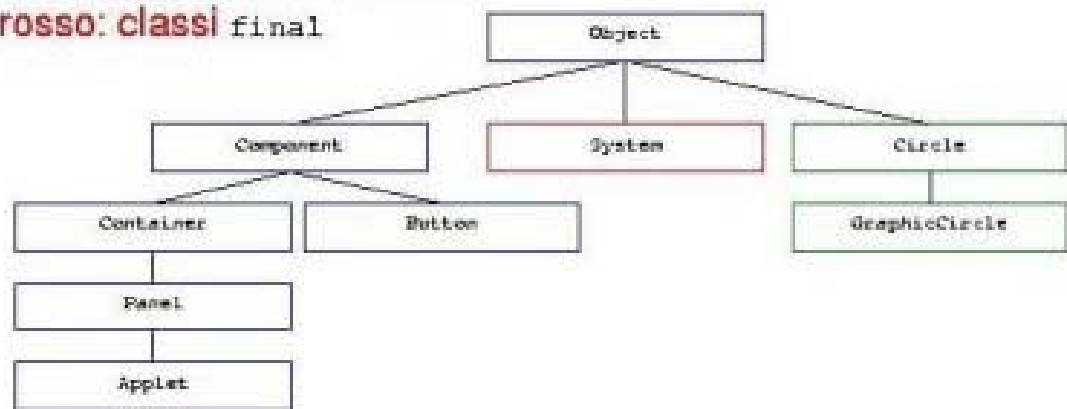 rosso: classi final
Object
Component System Circle
Container Button GraphicCircle
Panel
Applet